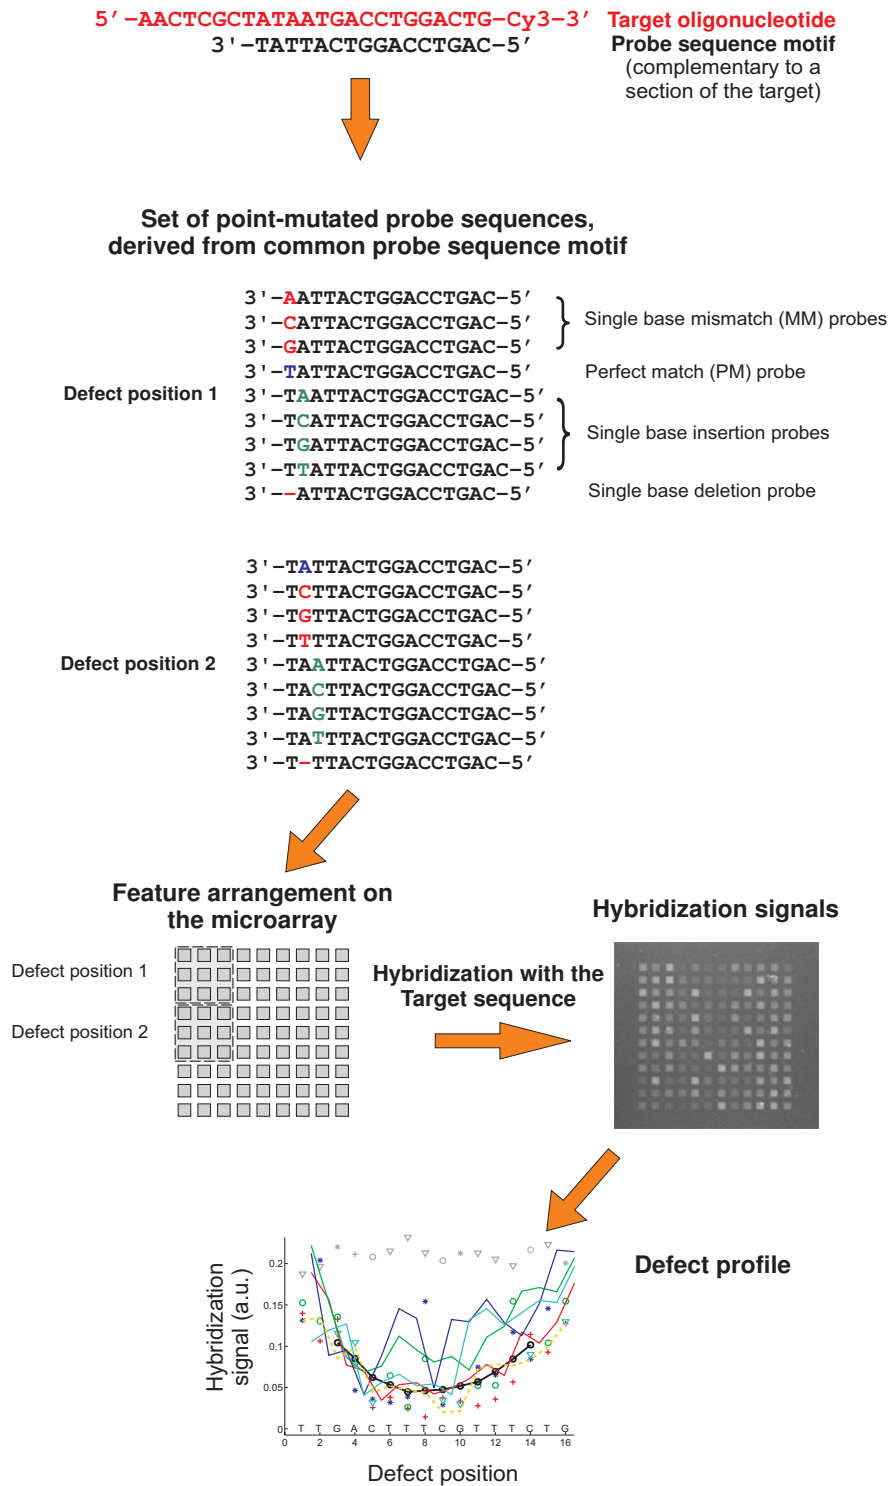 5′-AACTCGCTATAATGACCTGGACTG-Cy3-3′ Target oligonucleotide
3'-TATTACTGGACCTGAC-5′ Probe sequence motif
(complementary to a
section of the target)
Set of point-mutated probe sequences,
derived from common probe sequence motif
3'-AATTACTGGACCTGAC-5′
3'-CATTACTGGACCTGAC-5′ Single base mismatch (MM) probes
3'-GATTACTGGACCTGAC-5′
3'-TATTACTGGACCTGAC-5′ Perfect match (PM) probe
Defect position 1 3'-TAATTACTGGACCTGAC-5′
3'-TCATTACTGGACCTGAC-5′
3'-TGATTACTGGACCTGAC-5′ Single base insertion probes
3'-TTATTACTGGACCTGAC-5′
3'--ATTACTGGACCTGAC-5′ Single base deletion probe
3'-TATTACTGGACCTGAC-5′
3'-TCTTACTGGACCTGAC-5′
3'-TGTTACTGGACCTGAC-5′
3'-TTTTACTGGACCTGAC-5′
Defect position 2 3'-TAATTACTGGACCTGAC-5′
3'-TACTTACTGGACCTGAC-5′
3'-TAGTTACTGGACCTGAC-5′
3'-TATTTACTGGACCTGAC-5′
3'-T-TTACTGGACCTGAC-5′
Feature arrangement on
the microarray
Hybridization signals
Defect position 1
Defect position 2
Hybridization with the
Target sequence
Defect profile
Hybridization
signal (a.u.)
0.2
0.15
0.1
0.05
0
T T G A C T T T C G T T T C T G
0 2 4 6 8 10 12 14 16
Defect position